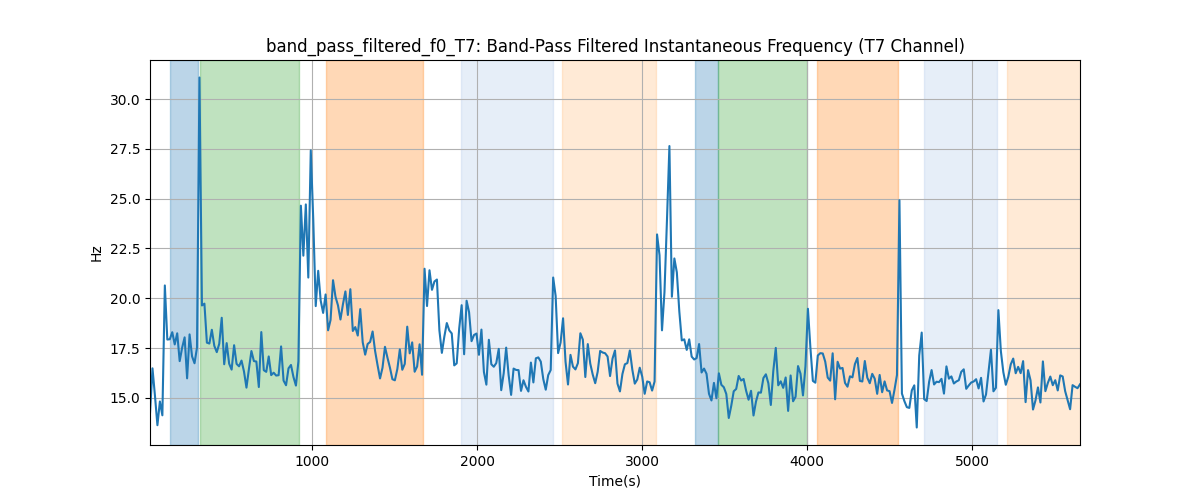 band_pass_filtered_f0_T7: Band-Pass Filtered Instantaneous Frequency (T7 Channel)
30.0
27.5
25.0
22.5
20.0
17.5
15.0
Hz
1000 2000 3000 4000 5000
Time(s)